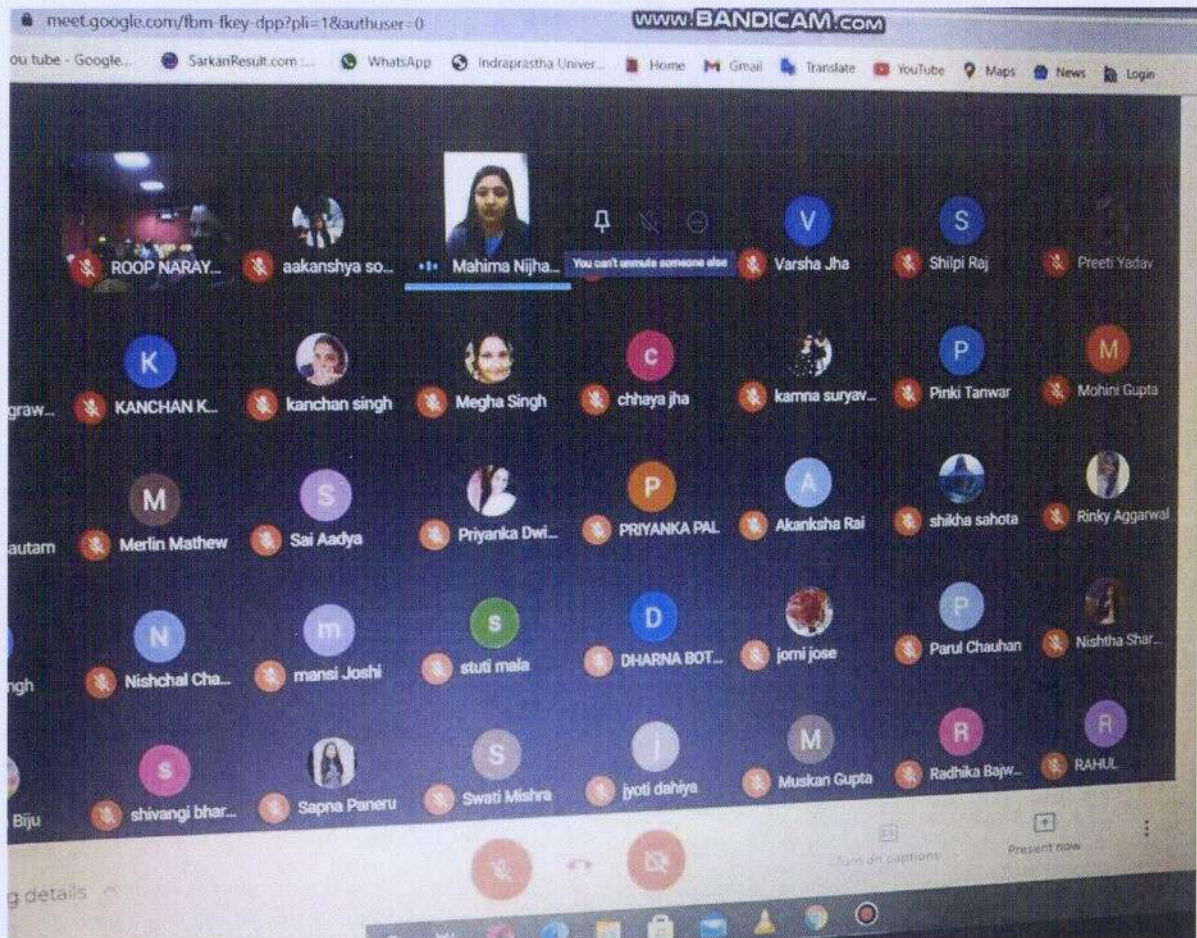 meet.google.com/fbm-fkey-dpp?pli=1&authuser=0
www.BANDICAM.com
ou tube - Google... SarkariResult.com :... WhatsApp Indraprastha Univer... Home Gmail Translate YouTube Maps News Login
ROOP NARAY... aakanshya so... Mahima Nijha... You can't unmute someone else V Varsha Jha S Shilpi Raj Preeti Yadav
graw... K KANCHAN K... kanchan singh Megha Singh c chhaya jha kamna suryav... P Pinki Tanwar M Mohini Gupta
autam M Merlin Mathew S Sai Aadya Priyanka Dwi... P PRIYANKA PAL A Akanksha Rai shikha sahota Rinky Aggarwal
ngh N Nishchal Cha... m mansi Joshi s stuti mala D DHARNA BOT... jomi jose P Parul Chauhan Nishtha Shar...
Biju s shivangi bhar... Sapna Paneru S Swati Mishra j jyoti dahiya M Muskan Gupta R Radhika Bajw... R RAHUL
g details Turn on captions Present now